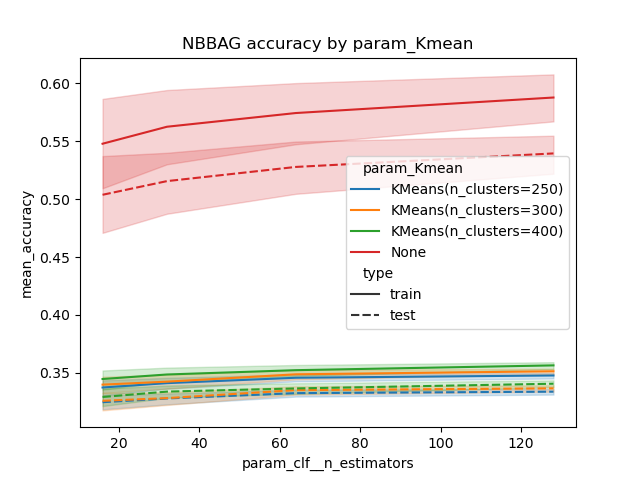 NBBAG accuracy by param_Kmean
mean_accuracy
0.60
0.55
0.50
0.45
0.40
0.35
param_Kmean
KMeans(n_clusters=250)
KMeans(n_clusters=300)
KMeans(n_clusters=400)
None
type
train
test
20 40 60 80 100 120
param_clf__n_estimators